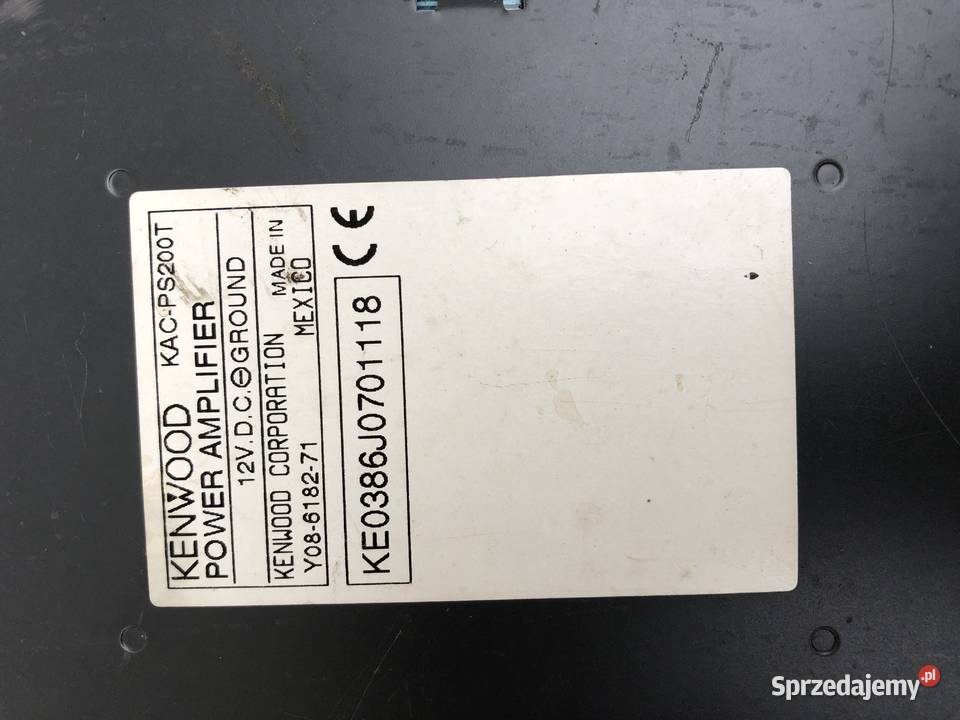 KENWOOD KAC-PS200T
POWER AMPLIFIER
12V.D.C.⊖GROUND
KENWOOD CORPORATION MADE IN
Y08-6182-71 MEXICO
KE0386J0701118 CE
Sprzedajemy.pl